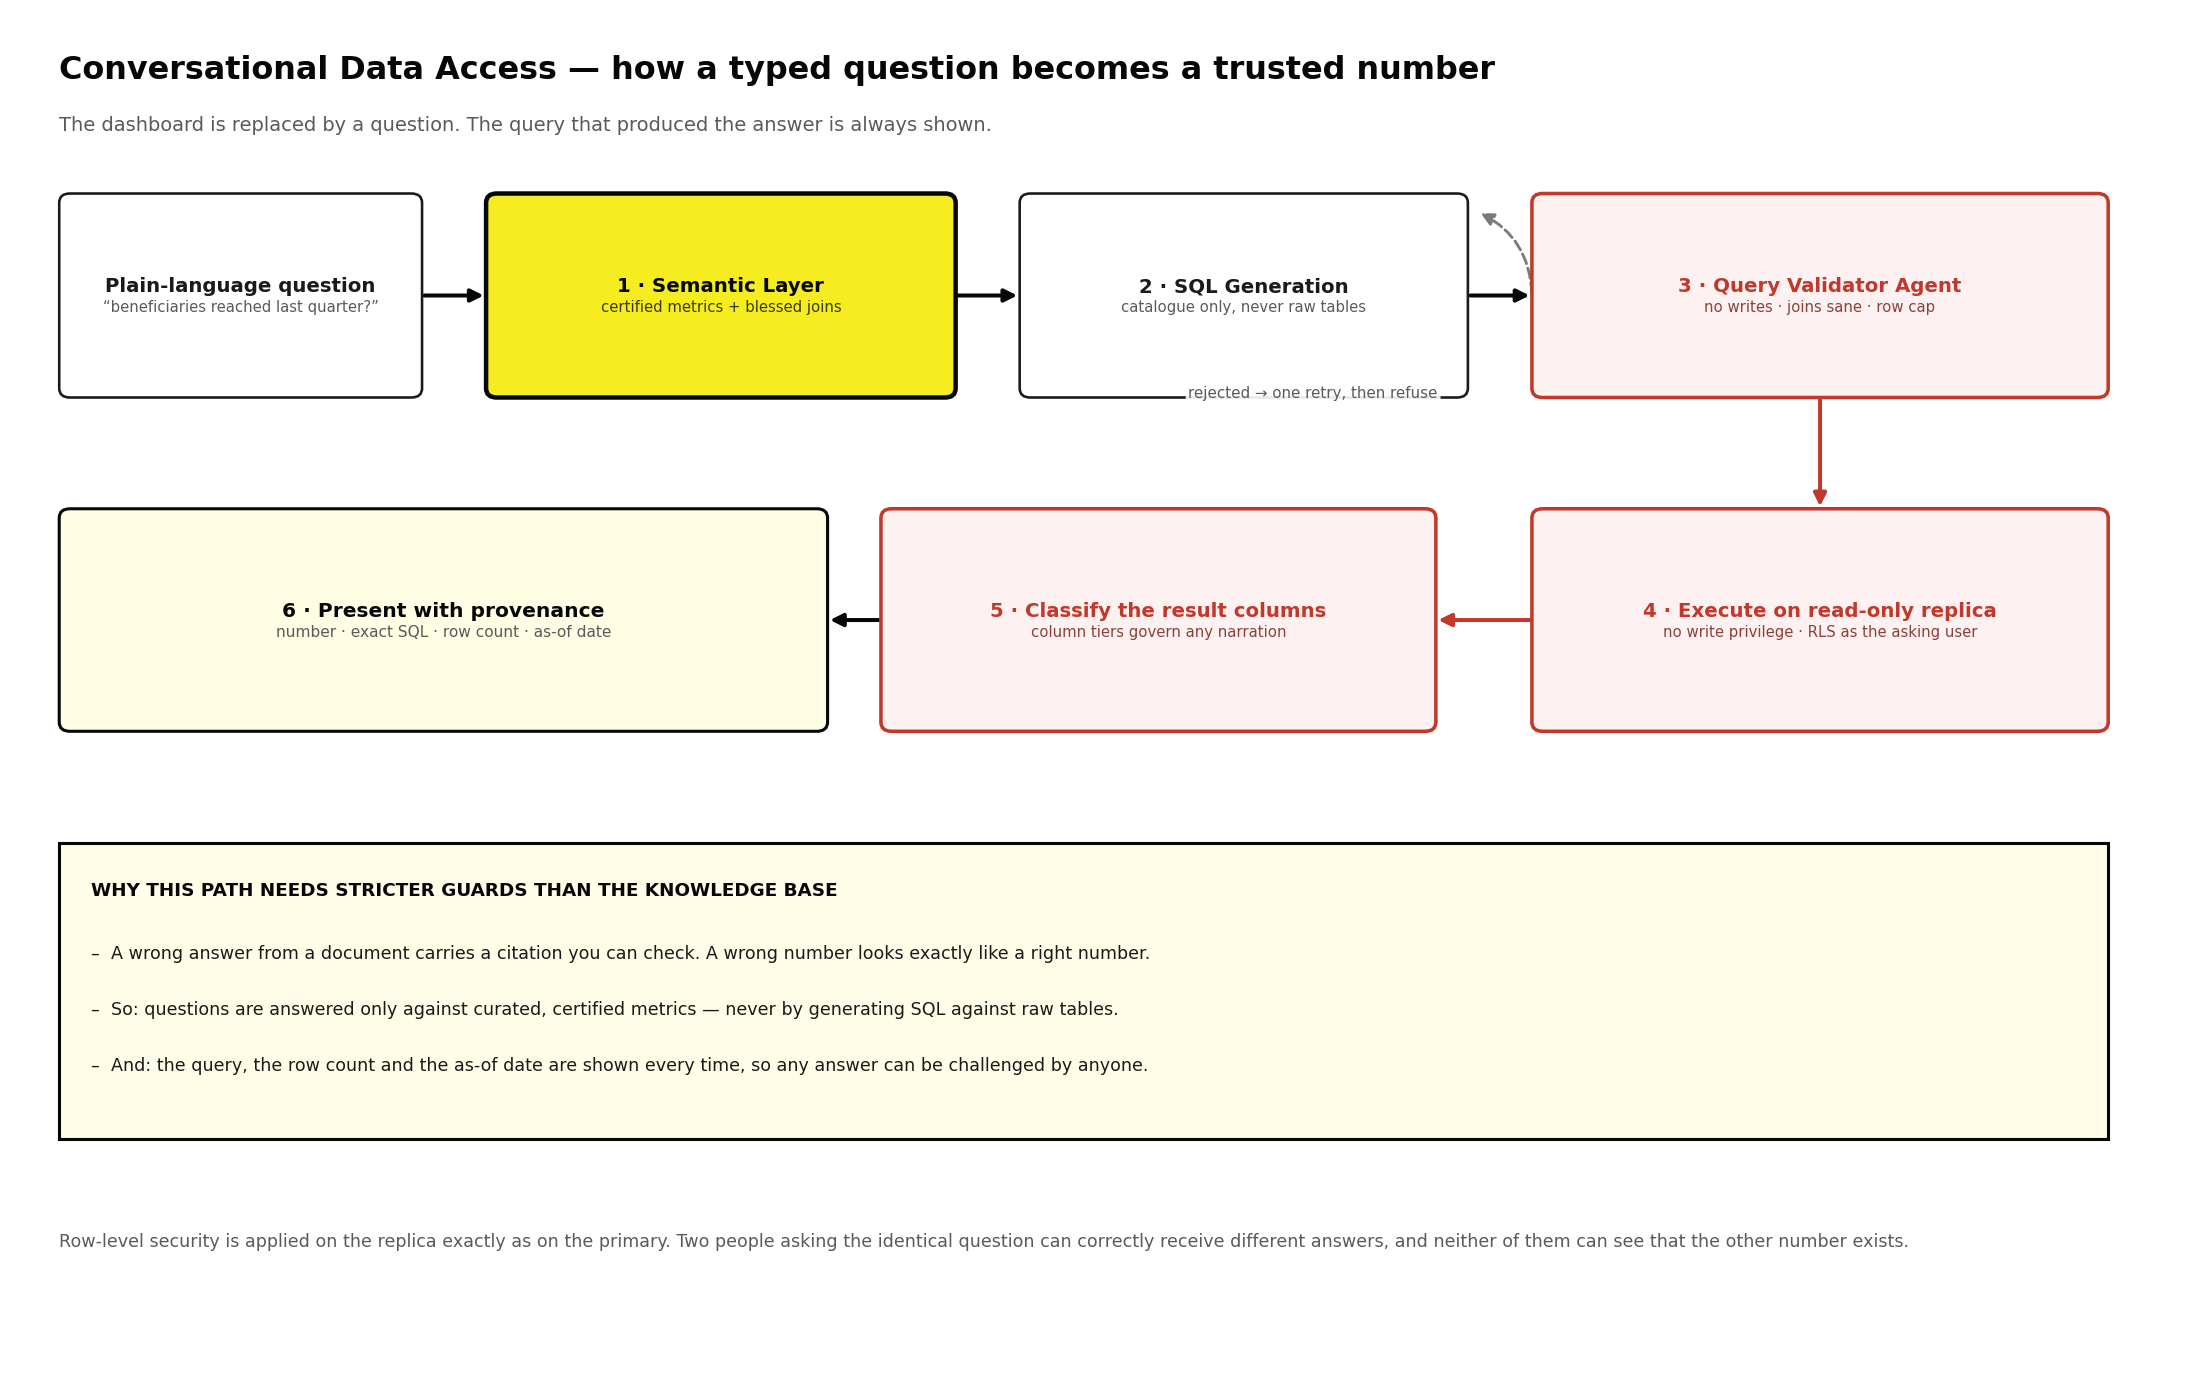 Conversational Data Access — how a typed question becomes a trusted number
The dashboard is replaced by a question. The query that produced the answer is always shown.
Plain-language question
“beneficiaries reached last quarter?”
1 · Semantic Layer
certified metrics + blessed joins
2 · SQL Generation
catalogue only, never raw tables
rejected → one retry, then refuse
3 · Query Validator Agent
no writes · joins sane · row cap
6 · Present with provenance
number · exact SQL · row count · as-of date
5 · Classify the result columns
column tiers govern any narration
4 · Execute on read-only replica
no write privilege · RLS as the asking user
WHY THIS PATH NEEDS STRICTER GUARDS THAN THE KNOWLEDGE BASE
– A wrong answer from a document carries a citation you can check. A wrong number looks exactly like a right number.
– So: questions are answered only against curated, certified metrics — never by generating SQL against raw tables.
– And: the query, the row count and the as-of date are shown every time, so any answer can be challenged by anyone.
Row-level security is applied on the replica exactly as on the primary. Two people asking the identical question can correctly receive different answers, and neither of them can see that the other number exists.